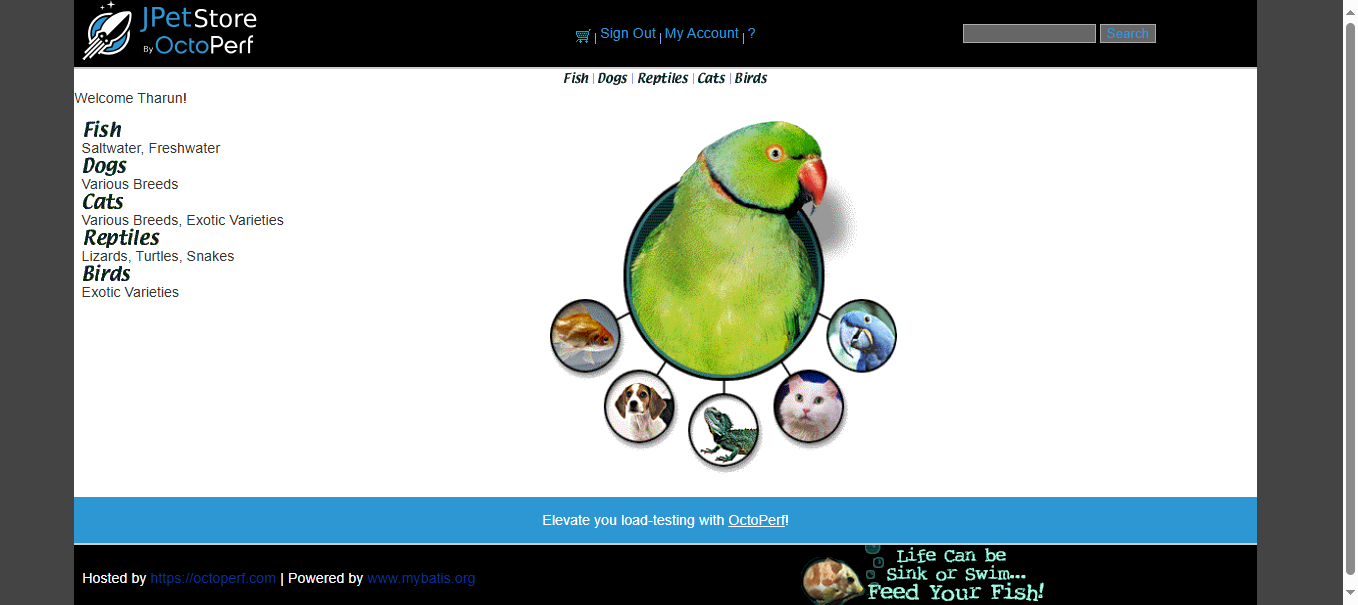 JPetStore
By OctoPerf
Sign Out | My Account | ?
Search
Fish | Dogs | Reptiles | Cats | Birds
Welcome Tharun!
Fish
Saltwater, Freshwater
Dogs
Various Breeds
Cats
Various Breeds, Exotic Varieties
Reptiles
Lizards, Turtles, Snakes
Birds
Exotic Varieties
Elevate you load-testing with OctoPerf!
Hosted by https://octoperf.com | Powered by www.mybatis.org
Life Can be
Sink or Swim...
Feed Your Fish!